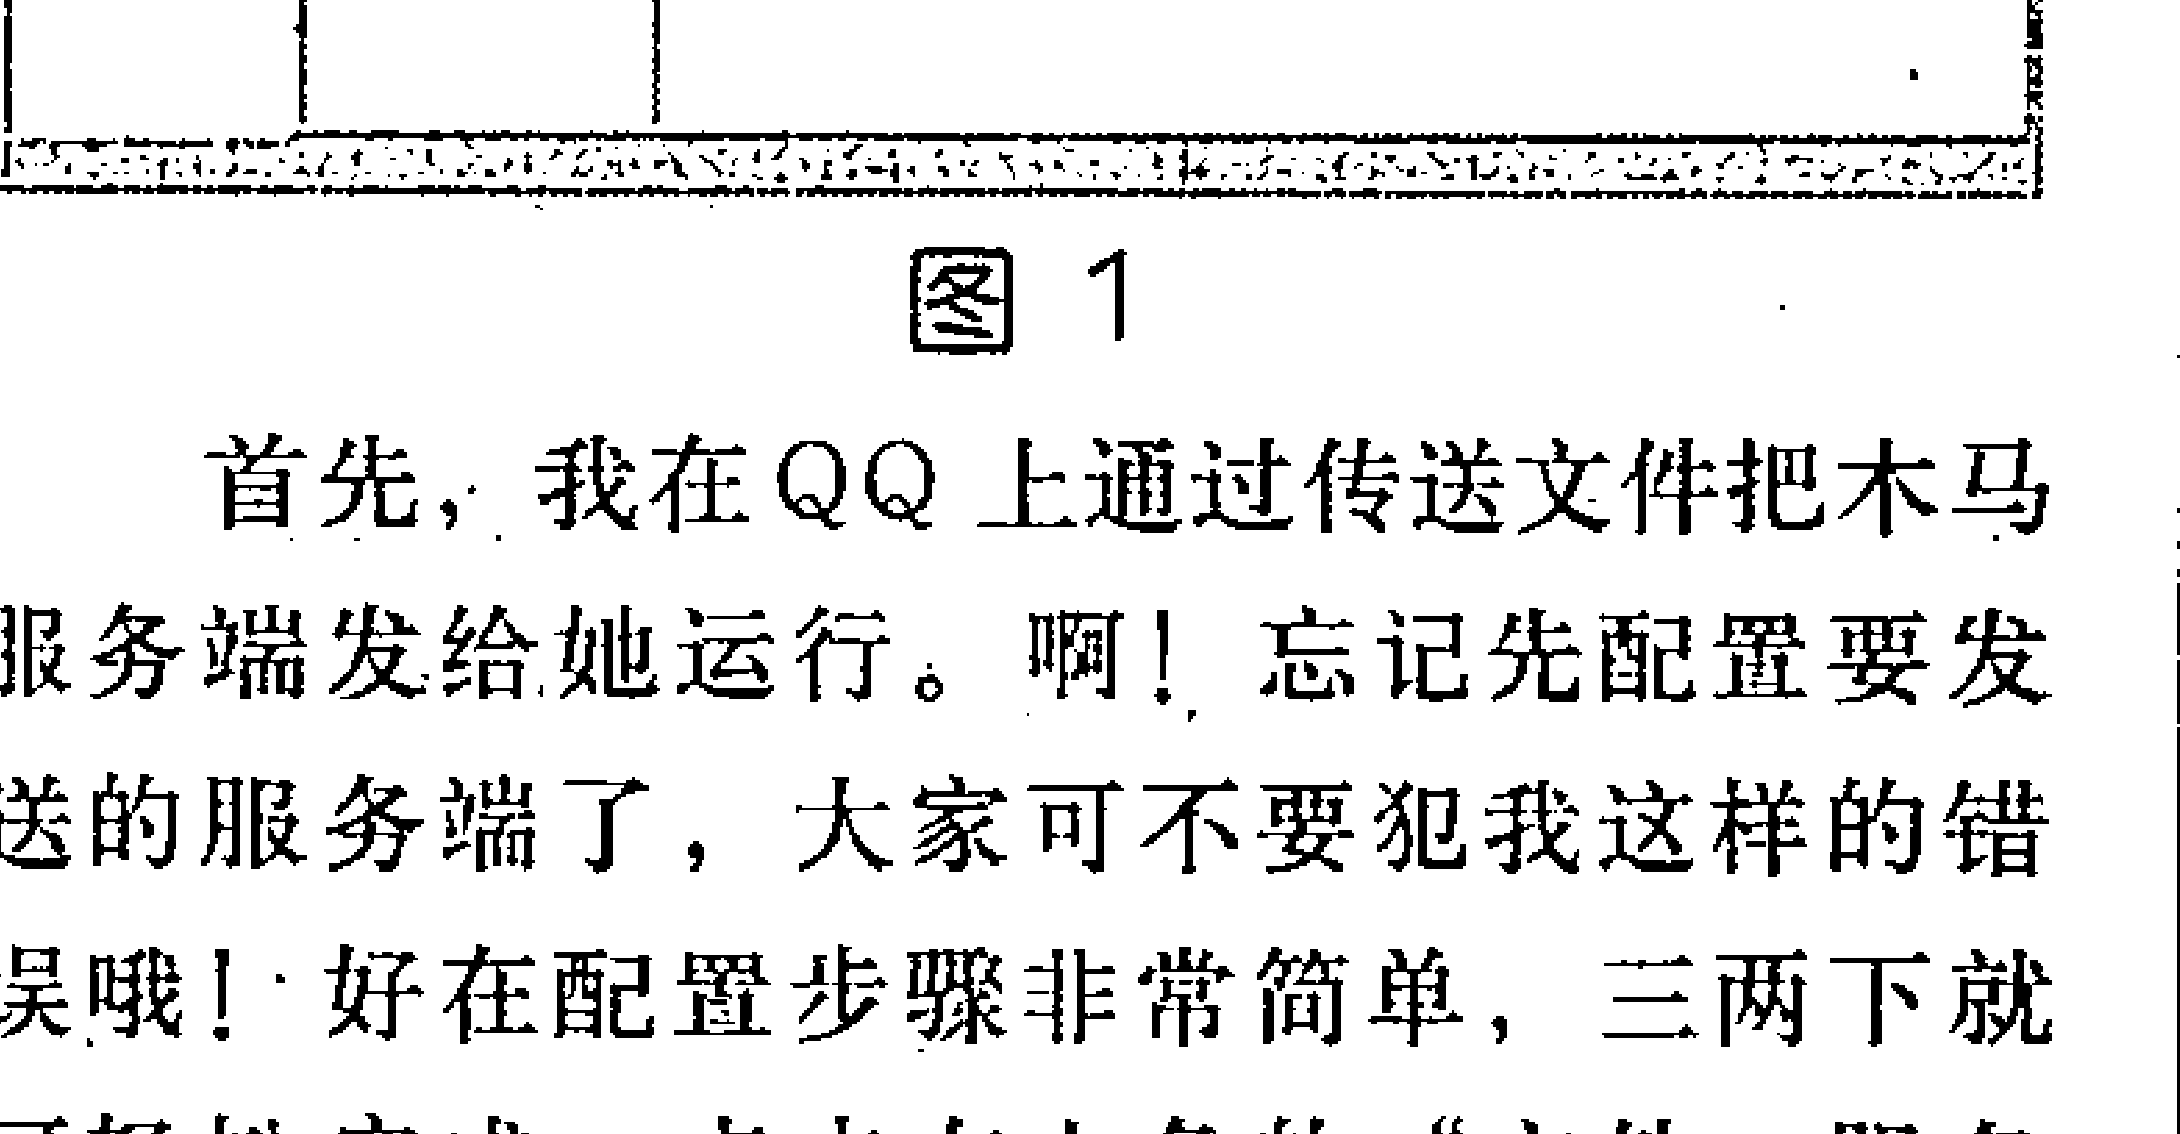 图 1
首先，我在QQ 上通过传送文件把木马
服务端发给她运行。啊！忘记先配置要发
送的服务端了，大家可不要犯我这样的错
误哦！好在配置步骤非常简单，三两下就